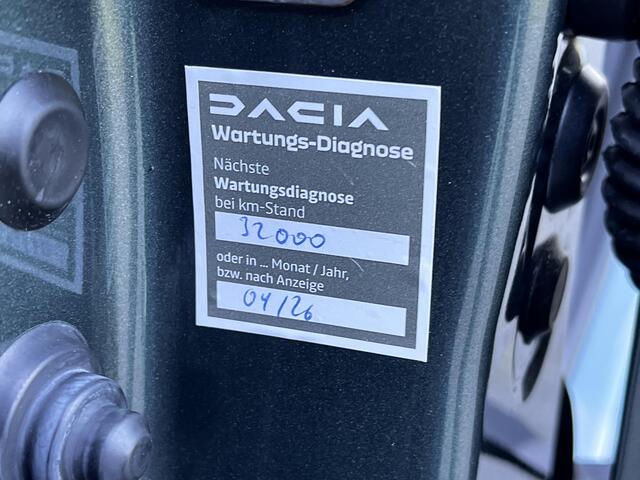 DACIA
Wartungs-Diagnose
Nächste
Wartungsdiagnose
bei km-Stand
32000
oder in ... Monat / Jahr,
bzw. nach Anzeige
04/26